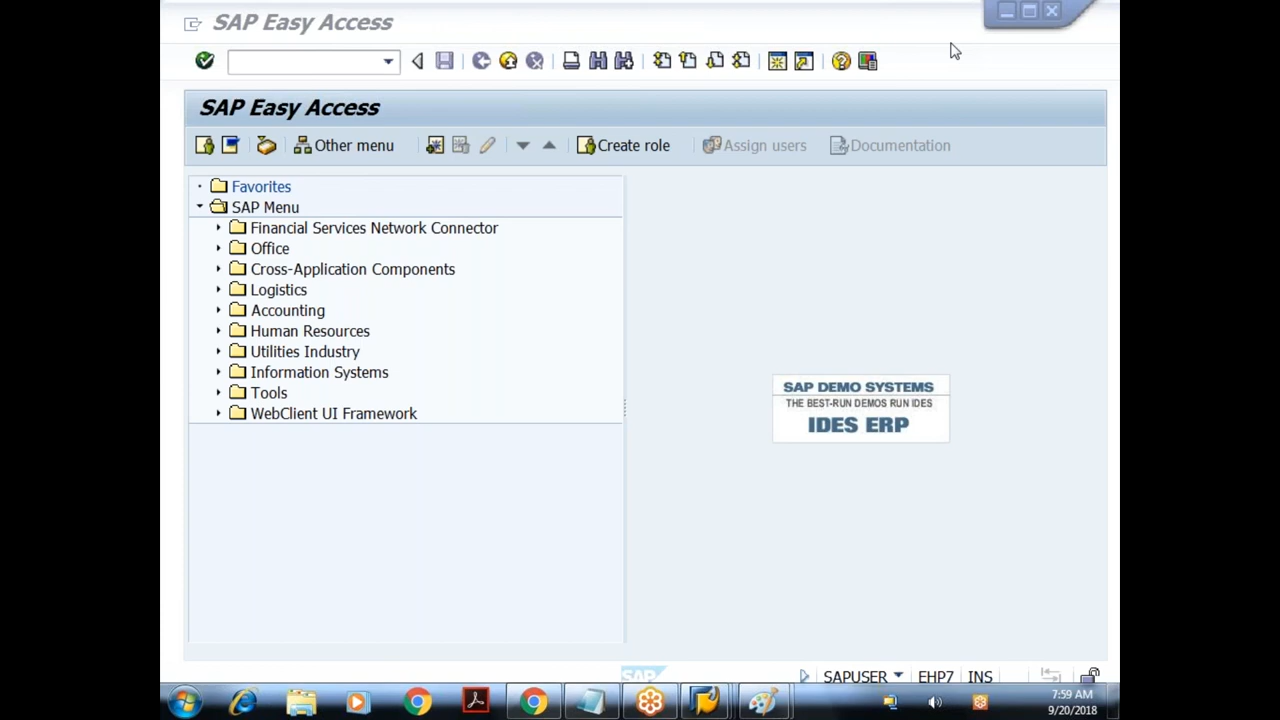 SAP Easy Access
SAP Easy Access
Other menu Create role Assign users Documentation
Favorites
SAP Menu
Financial Services Network Connector
Office
Cross-Application Components
Logistics
Accounting
Human Resources
Utilities Industry
Information Systems
Tools
WebClient UI Framework
SAP DEMO SYSTEMS
THE BEST-RUN DEMOS RUN IDES
IDES ERP
SAP
SAPUSER EHP7 INS
7:59 AM
9/20/2018